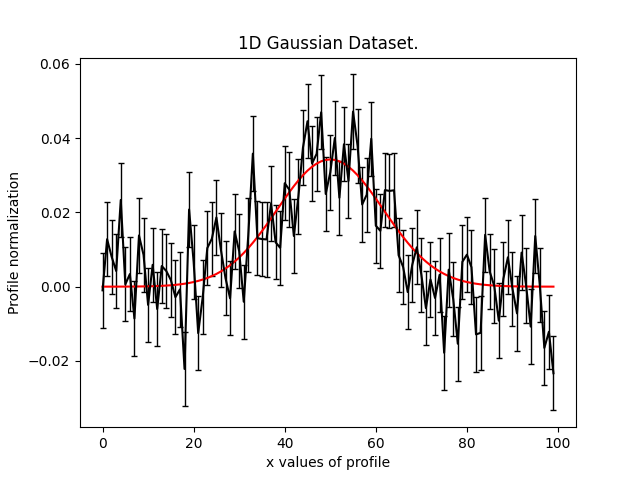 1D Gaussian Dataset.
0.06
0.04
0.02
0.00
−0.02
Profile normalization
0 20 40 60 80 100
x values of profile